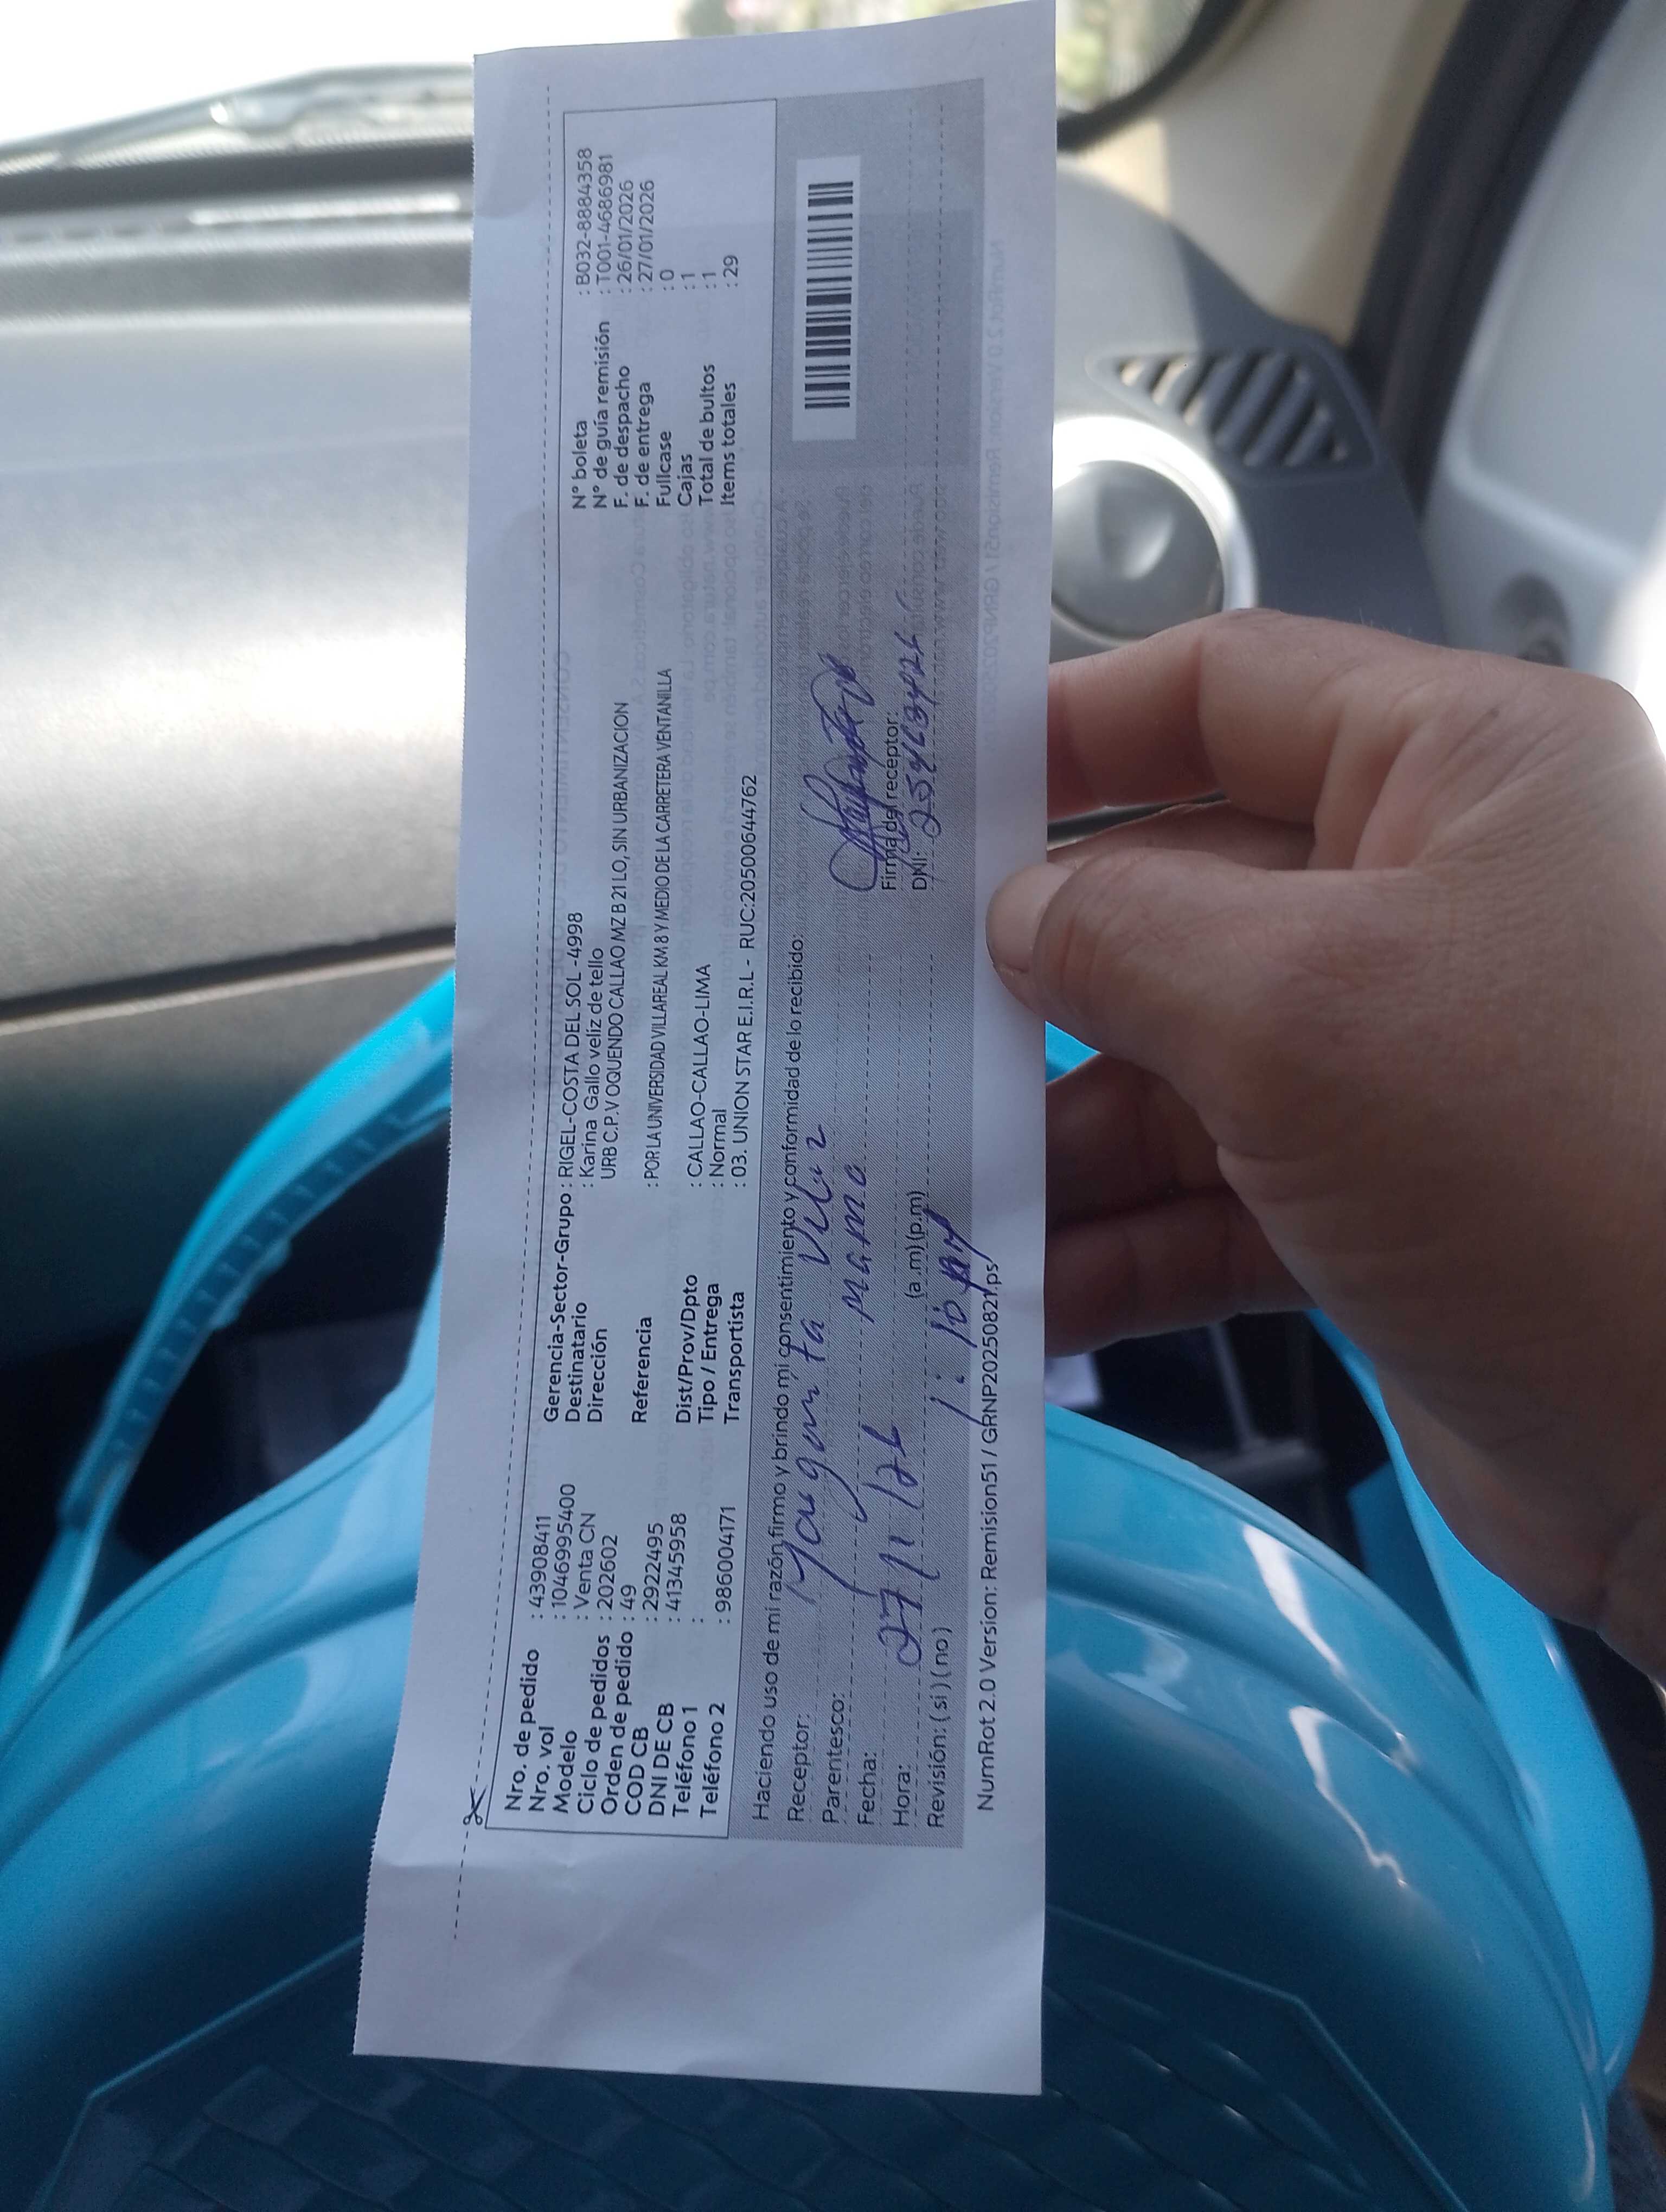 Nro. de pedido : 43908411
Nro. vol : 1046995400
Modelo : Venta CN
Ciclo de pedidos : 202602
Orden de pedido : 49
COD CB : 2922495
DNI DE CB : 41345958
Teléfono 1 :
Teléfono 2 : 986004171
Gerencia-Sector-Grupo : RIGEL-COSTA DEL SOL -4998
Destinatario : Karina Gallo veliz de tello
Dirección URB C.P.V OQUENDO CALLAO MZ B 21 LO, SIN URBANIZACION
Referencia : POR LA UNIVERSIDAD VILLAREAL KM 8 Y MEDIO DE LA CARRETERA VENTANILLA
Dist/Prov/Dpto : CALLAO-CALLAO-LIMA
Tipo / Entrega : Normal
Transportista : 03. UNION STAR E.I.R.L - RUC:20500644762
N° boleta : B032-8884358
N° de guía remisión : T001-4686981
F. de despacho : 26/01/2026
F. de entrega : 27/01/2026
Fullcase : 0
Cajas : 1
Total de bultos : 1
Items totales : 29
Haciendo uso de mi razón,firmo y brindo mi consentimiento y conformidad de lo recibido:
Receptor: Margarita Veliz
Parentesco: mama
Fecha: 27/1/26
Hora: (a.m)(p.m) 1:10 pm
Revisión: ( si ) ( no )
Firma del receptor:
DNI:
NumRot 2.0 Version: Remision51 / GRNP20250821.ps